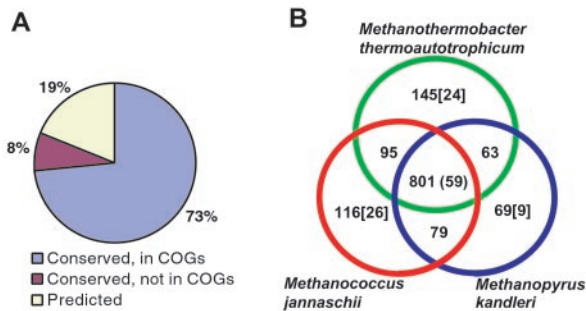 A
19%
8%
73%
Conserved, in COGs
Conserved, not in COGs
Predicted
B
Methanothermobacter
thermoautotrophicum
145[24]
95
63
801 (59)
116[26]
69[9]
79
Methanococcus
jannaschii
Methanopyrus
kandleri